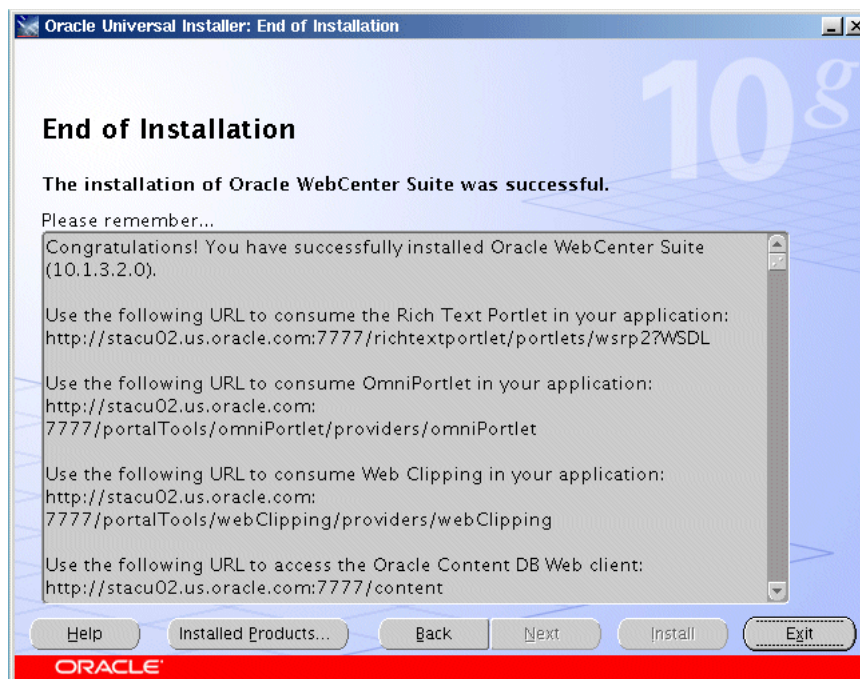 Oracle Universal Installer: End of Installation
10g
End of Installation
The installation of Oracle WebCenter Suite was successful.
Please remember...
Congratulations! You have successfully installed Oracle WebCenter Suite
(10.1.3.2.0).
Use the following URL to consume the Rich Text Portlet in your application:
http://stacu02.us.oracle.com:7777/richtextportlet/portlets/wsrp2?WSDL
Use the following URL to consume OmniPortlet in your application:
http://stacu02.us.oracle.com:
7777/portalTools/omniPortlet/providers/omniPortlet
Use the following URL to consume Web Clipping in your application:
http://stacu02.us.oracle.com:
7777/portalTools/webClipping/providers/webClipping
Use the following URL to access the Oracle Content DB Web client:
http://stacu02.us.oracle.com:7777/content
Help Installed Products... Back Next Install Exit
ORACLE